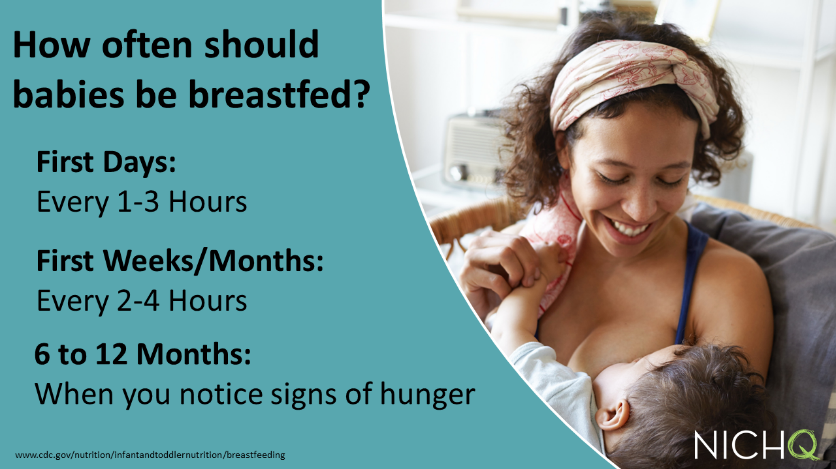 How often should
babies be breastfed?
First Days:
Every 1-3 Hours
First Weeks/Months:
Every 2-4 Hours
6 to 12 Months:
When you notice signs of hunger
www.cdc.gov/nutrition/infantandtoddlernutrition/breastfeeding
NICHQ